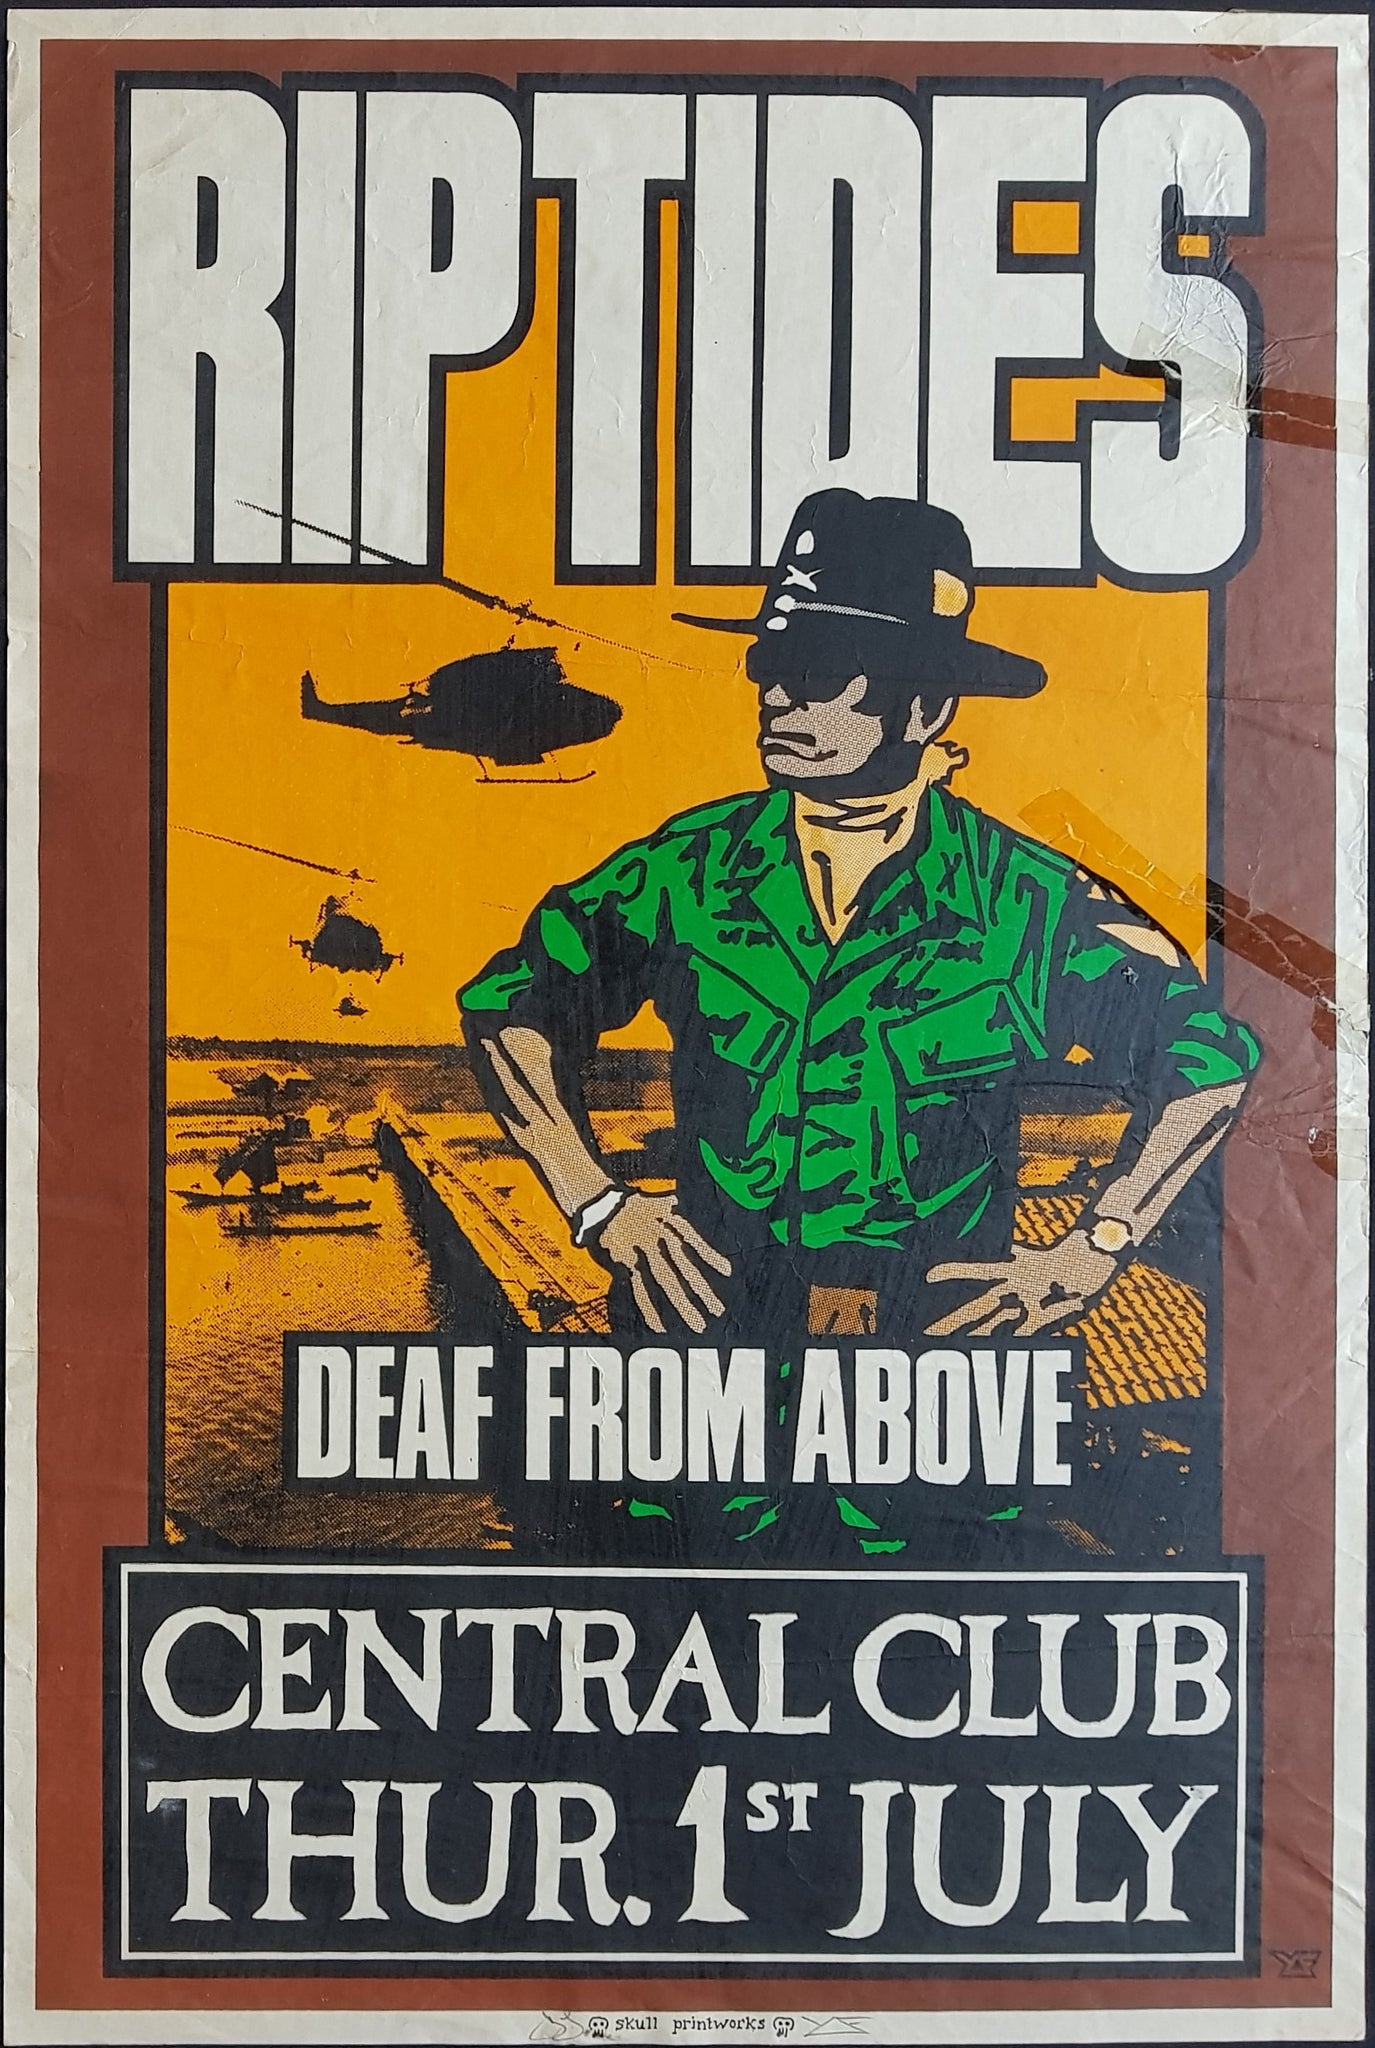 RIPTIDES
DEAF FROM ABOVE
CENTRAL CLUB
THUR. 1ST JULY
skull printworks